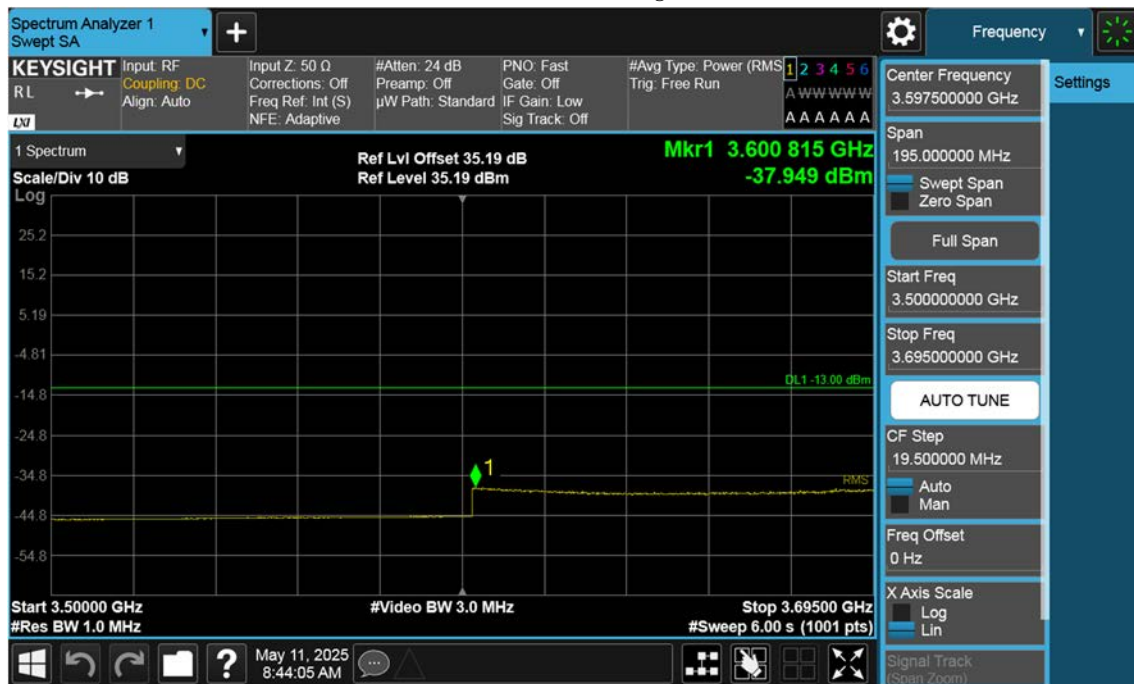 Spectrum Analyzer 1
Swept SA
+
Frequency
KEYSIGHT
RL
LXI
Input: RF
Coupling: DC
Align: Auto
Input Z: 50 Ω
Corrections: Off
Freq Ref: Int (S)
NFE: Adaptive
#Atten: 24 dB
Preamp: Off
µW Path: Standard
PNO: Fast
Gate: Off
IF Gain: Low
Sig Track: Off
#Avg Type: Power (RMS
Trig: Free Run
1 2 3 4 5 6
A W W W W W
A A A A A A
1 Spectrum
Scale/Div 10 dB
Log
Ref Lvl Offset 35.19 dB
Ref Level 35.19 dBm
Mkr1 3.600 815 GHz
-37.949 dBm
25.2
15.2
5.19
-4.81
DL1 -13.00 dBm
-14.8
-24.8
1
-34.8
RMS
-44.8
-54.8
Start 3.50000 GHz
#Res BW 1.0 MHz
#Video BW 3.0 MHz
Stop 3.69500 GHz
#Sweep 6.00 s (1001 pts)
?
May 11, 2025
8:44:05 AM
Center Frequency
3.597500000 GHz
Settings
Span
195.000000 MHz
Swept Span
Zero Span
Full Span
Start Freq
3.500000000 GHz
Stop Freq
3.695000000 GHz
AUTO TUNE
CF Step
19.500000 MHz
Auto
Man
Freq Offset
0 Hz
X Axis Scale
Log
Lin
Signal Track
(Span Zoom)